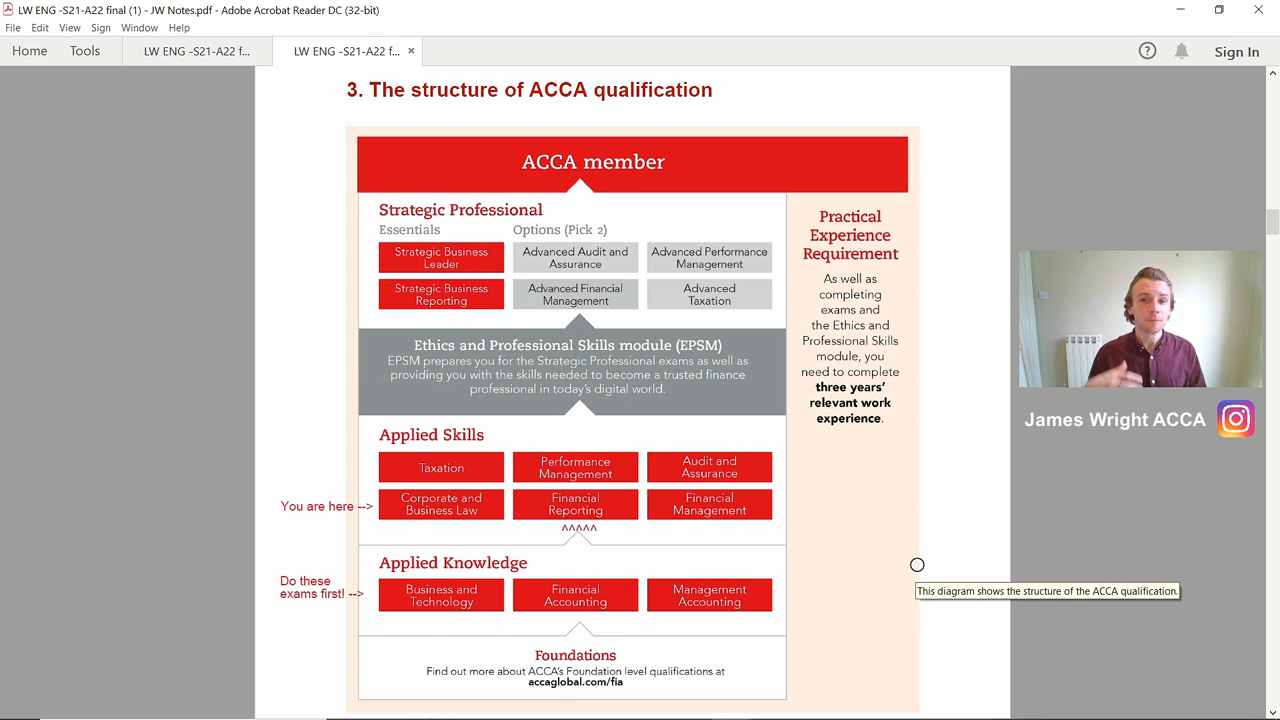 LW ENG -S21-A22 final (1) - JW Notes.pdf - Adobe Acrobat Reader DC (32-bit)
File Edit View Sign Window Help
Home Tools LW ENG -S21-A22 f... LW ENG -S21-A22 f... × ? Sign In
3. The structure of ACCA qualification
ACCA member
Strategic Professional
Essentials Options (Pick 2)
Strategic Business
Leader
Advanced Audit and
Assurance
Advanced Performance
Management
Strategic Business
Reporting
Advanced Financial
Management
Advanced
Taxation
Ethics and Professional Skills module (EPSM)
EPSM prepares you for the Strategic Professional exams as well as
providing you with the skills needed to become a trusted finance
professional in today's digital world.
Applied Skills
Taxation
Performance
Management
Audit and
Assurance
You are here -->
Corporate and
Business Law
Financial
Reporting
Financial
Management
^^^^^
Applied Knowledge
Do these
exams first! -->
Business and
Technology
Financial
Accounting
Management
Accounting
Foundations
Find out more about ACCA's Foundation level qualifications at
accaglobal.com/fia
Practical
Experience
Requirement
As well as
completing
exams and
the Ethics and
Professional Skills
module, you
need to complete
three years'
relevant work
experience.
James Wright ACCA
This diagram shows the structure of the ACCA qualification.